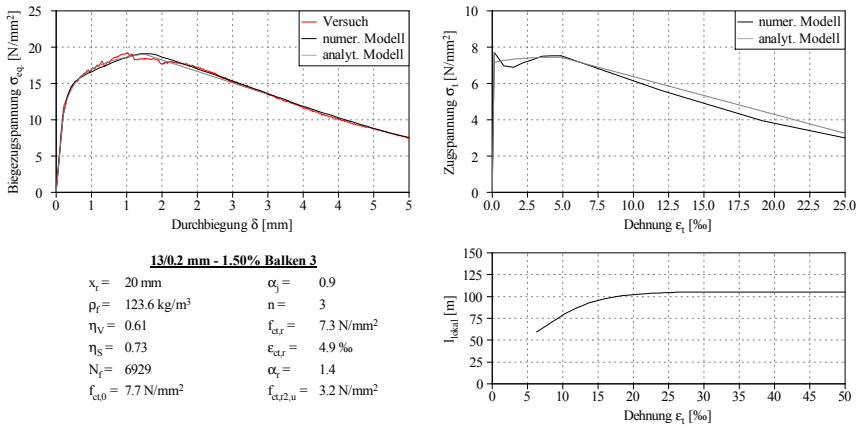 25
20
15
10
5
0
Biegezugspannung σeq. [N/mm²]
0 1 1 2 2 3 3 4 4 5 5
Durchbiegung δ [mm]
Versuch
numer. Modell
analyt. Modell
10
8
6
4
2
0
Zugspannung σt [N/mm²]
0.0 2.5 5.0 7.5 10.0 12.5 15.0 17.5 20.0 22.5 25.0
Dehnung εt [‰]
numer. Modell
analyt. Modell
13/0.2 mm - 1.50% Balken 3
xr = 20 mm αj = 0.9
ρf = 123.6 kg/m³ n = 3
ηV = 0.61 fct,r = 7.3 N/mm²
ηS = 0.73 εct,r = 4.9 ‰
Nf = 6929 αr = 1.4
fct,0 = 7.7 N/mm² fct,r2,u = 3.2 N/mm²
150
125
100
75
50
25
0
llokal [m]
0 5 10 15 20 25 30 35 40 45 50
Dehnung εt [‰]